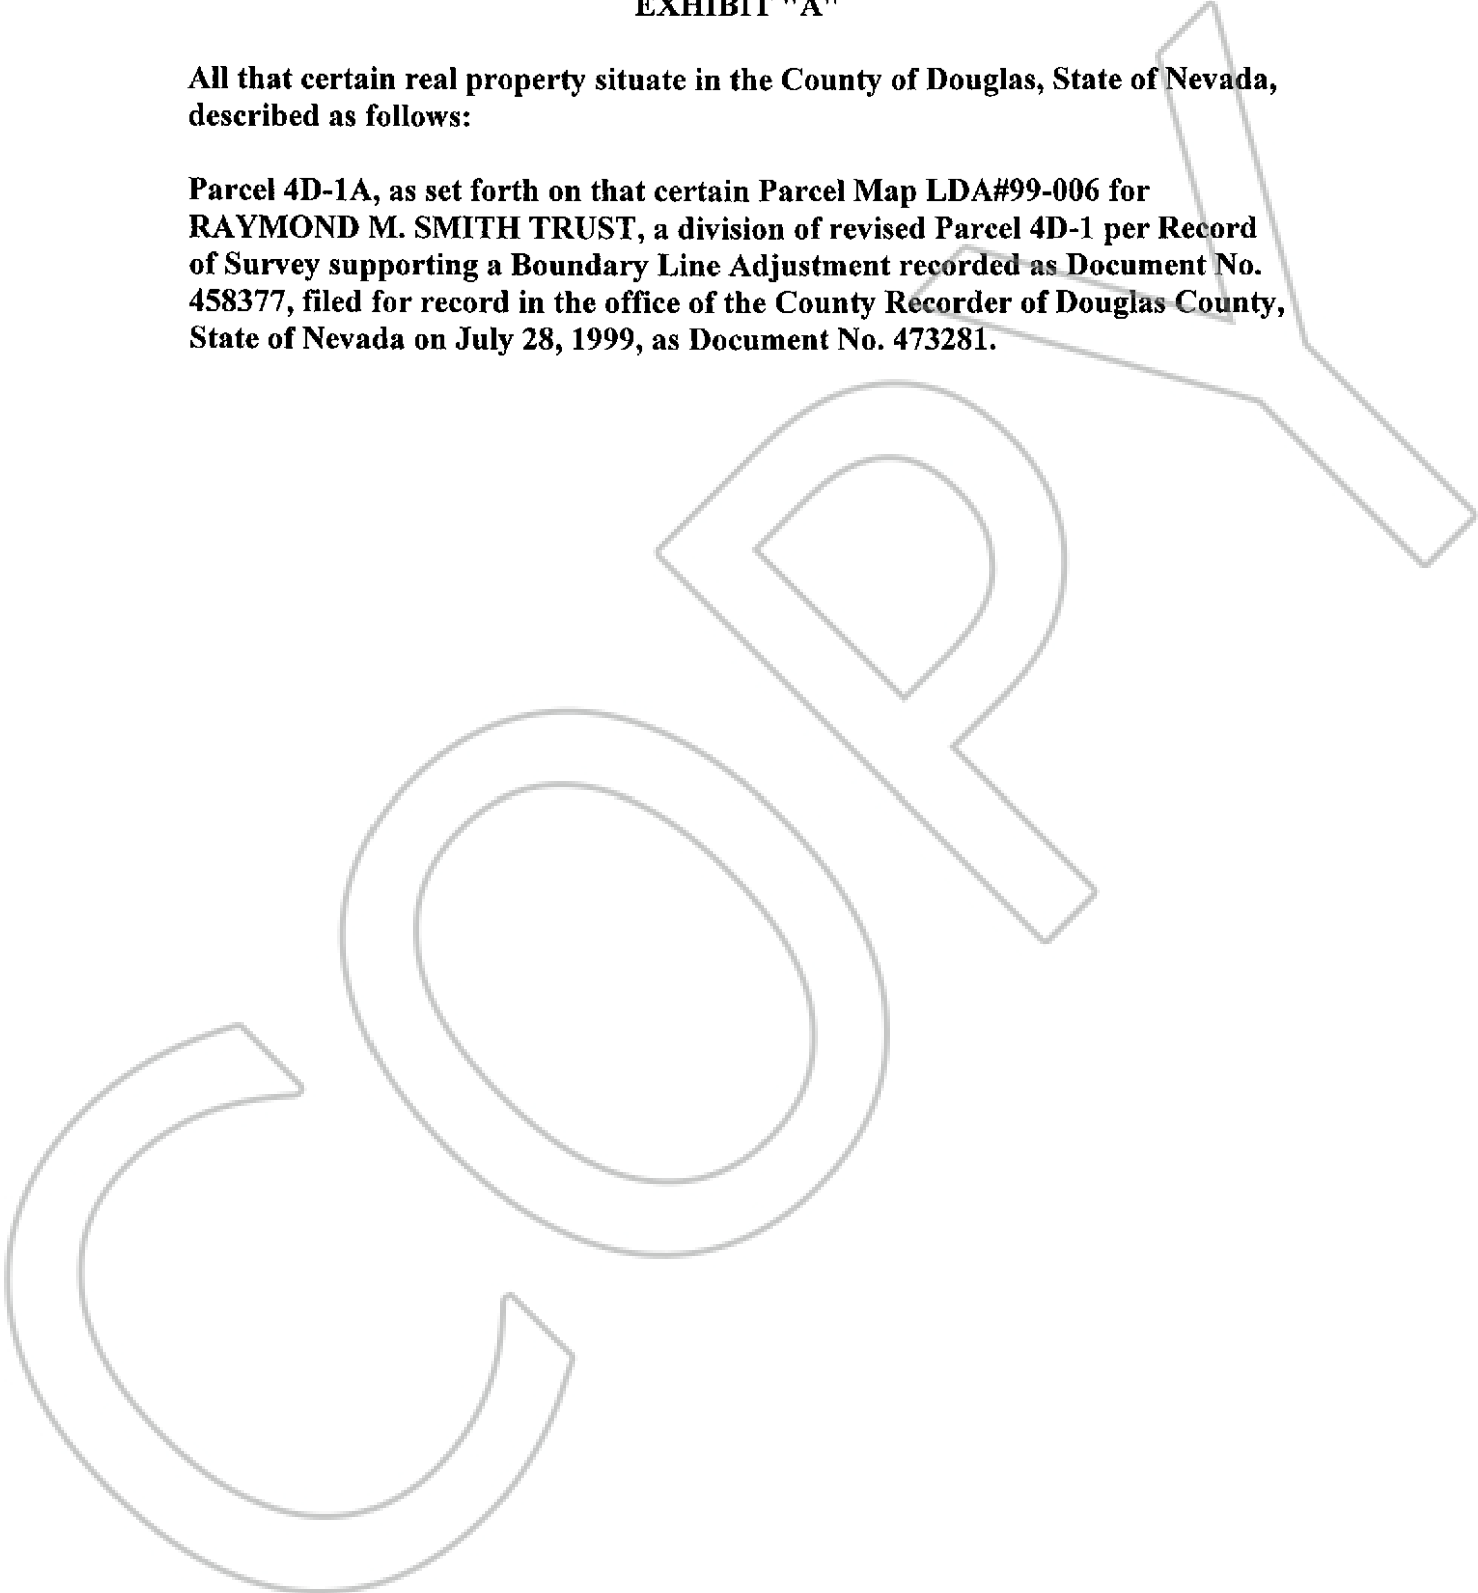 EXHIBIT "A"
All that certain real property situate in the County of Douglas, State of Nevada,
described as follows:
Parcel 4D-1A, as set forth on that certain Parcel Map LDA#99-006 for
RAYMOND M. SMITH TRUST, a division of revised Parcel 4D-1 per Record
of Survey supporting a Boundary Line Adjustment recorded as Document No.
458377, filed for record in the office of the County Recorder of Douglas County,
State of Nevada on July 28, 1999, as Document No. 473281.
COPY